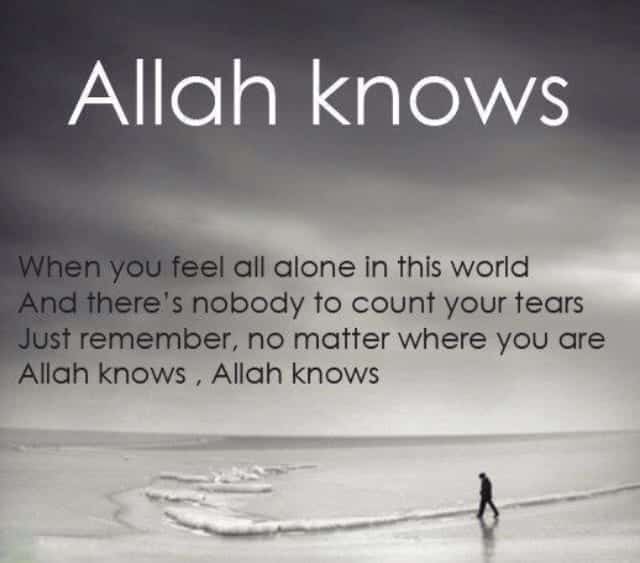 Allah knows
When you feel all alone in this world
And there's nobody to count your tears
Just remember, no matter where you are
Allah knows , Allah knows